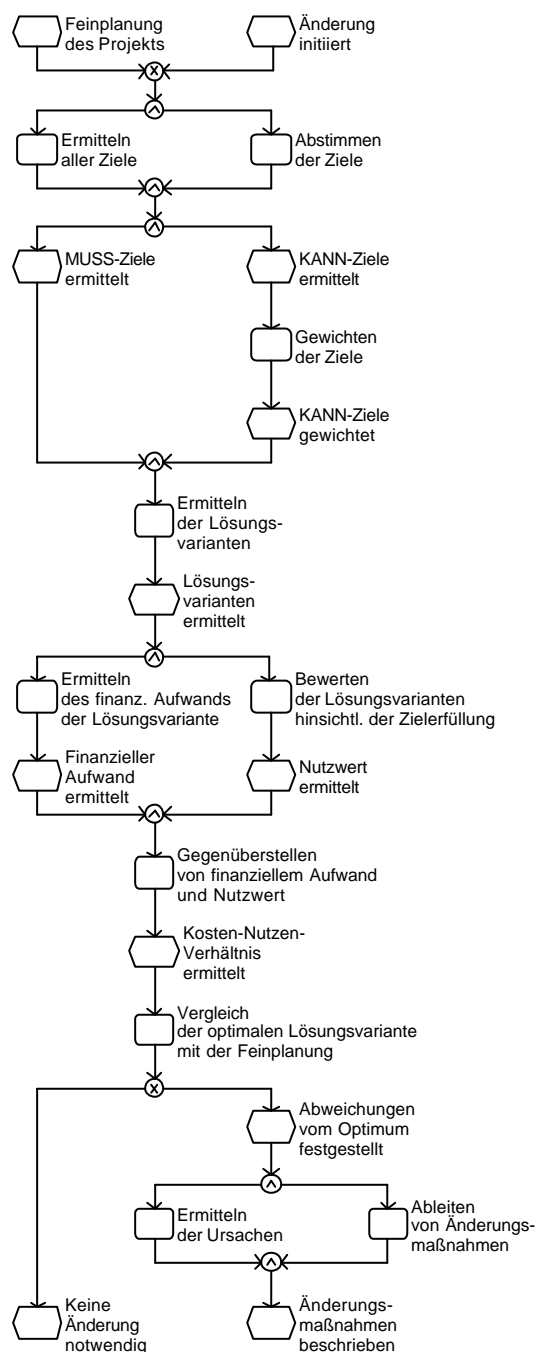 Feinplanung
des Projekts
Änderung
initiiert
x
^
Ermitteln
aller Ziele
Abstimmen
der Ziele
^
^
MUSS-Ziele
ermittelt
KANN-Ziele
ermittelt
Gewichten
der Ziele
KANN-Ziele
gewichtet
^
Ermitteln
der Lösungs-
varianten
Lösungs-
varianten
ermittelt
^
Ermitteln
des finanz. Aufwands
der Lösungsvariante
Bewerten
der Lösungsvarianten
hinsichtl. der Zielerfüllung
Finanzieller
Aufwand
ermittelt
Nutzwert
ermittelt
^
Gegenüberstellen
von finanziellem Aufwand
und Nutzwert
Kosten-Nutzen-
Verhältnis
ermittelt
Vergleich
der optimalen Lösungsvariante
mit der Feinplanung
x
Abweichungen
vom Optimum
festgestellt
^
Ermitteln
der Ursachen
Ableiten
von Änderungs-
maßnahmen
^
Keine
Änderung
notwendig
Änderungs-
maßnahmen
beschrieben